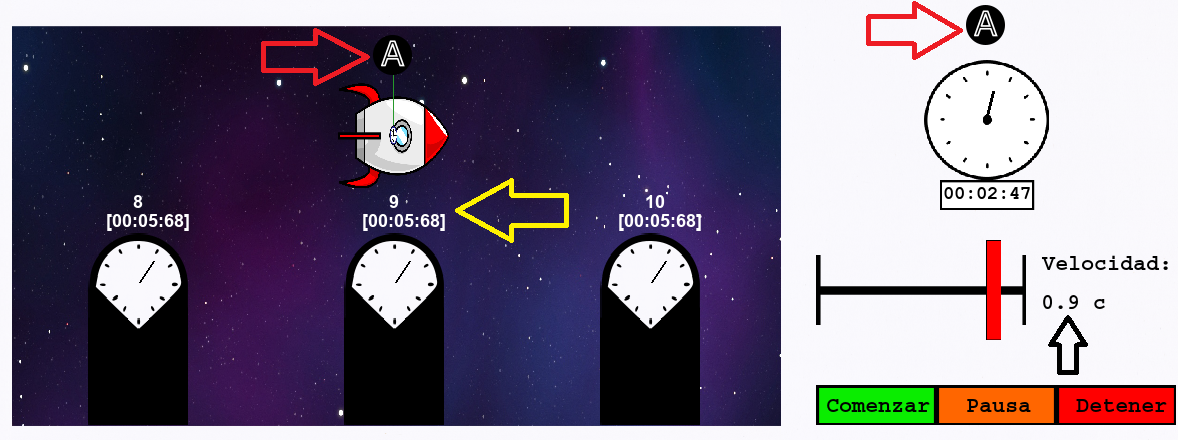 A
8
[00:05:68]
9
[00:05:68]
10
[00:05:68]
A
00:02:47
Velocidad:
0.9 c
Comenzar
Pausa
Detener